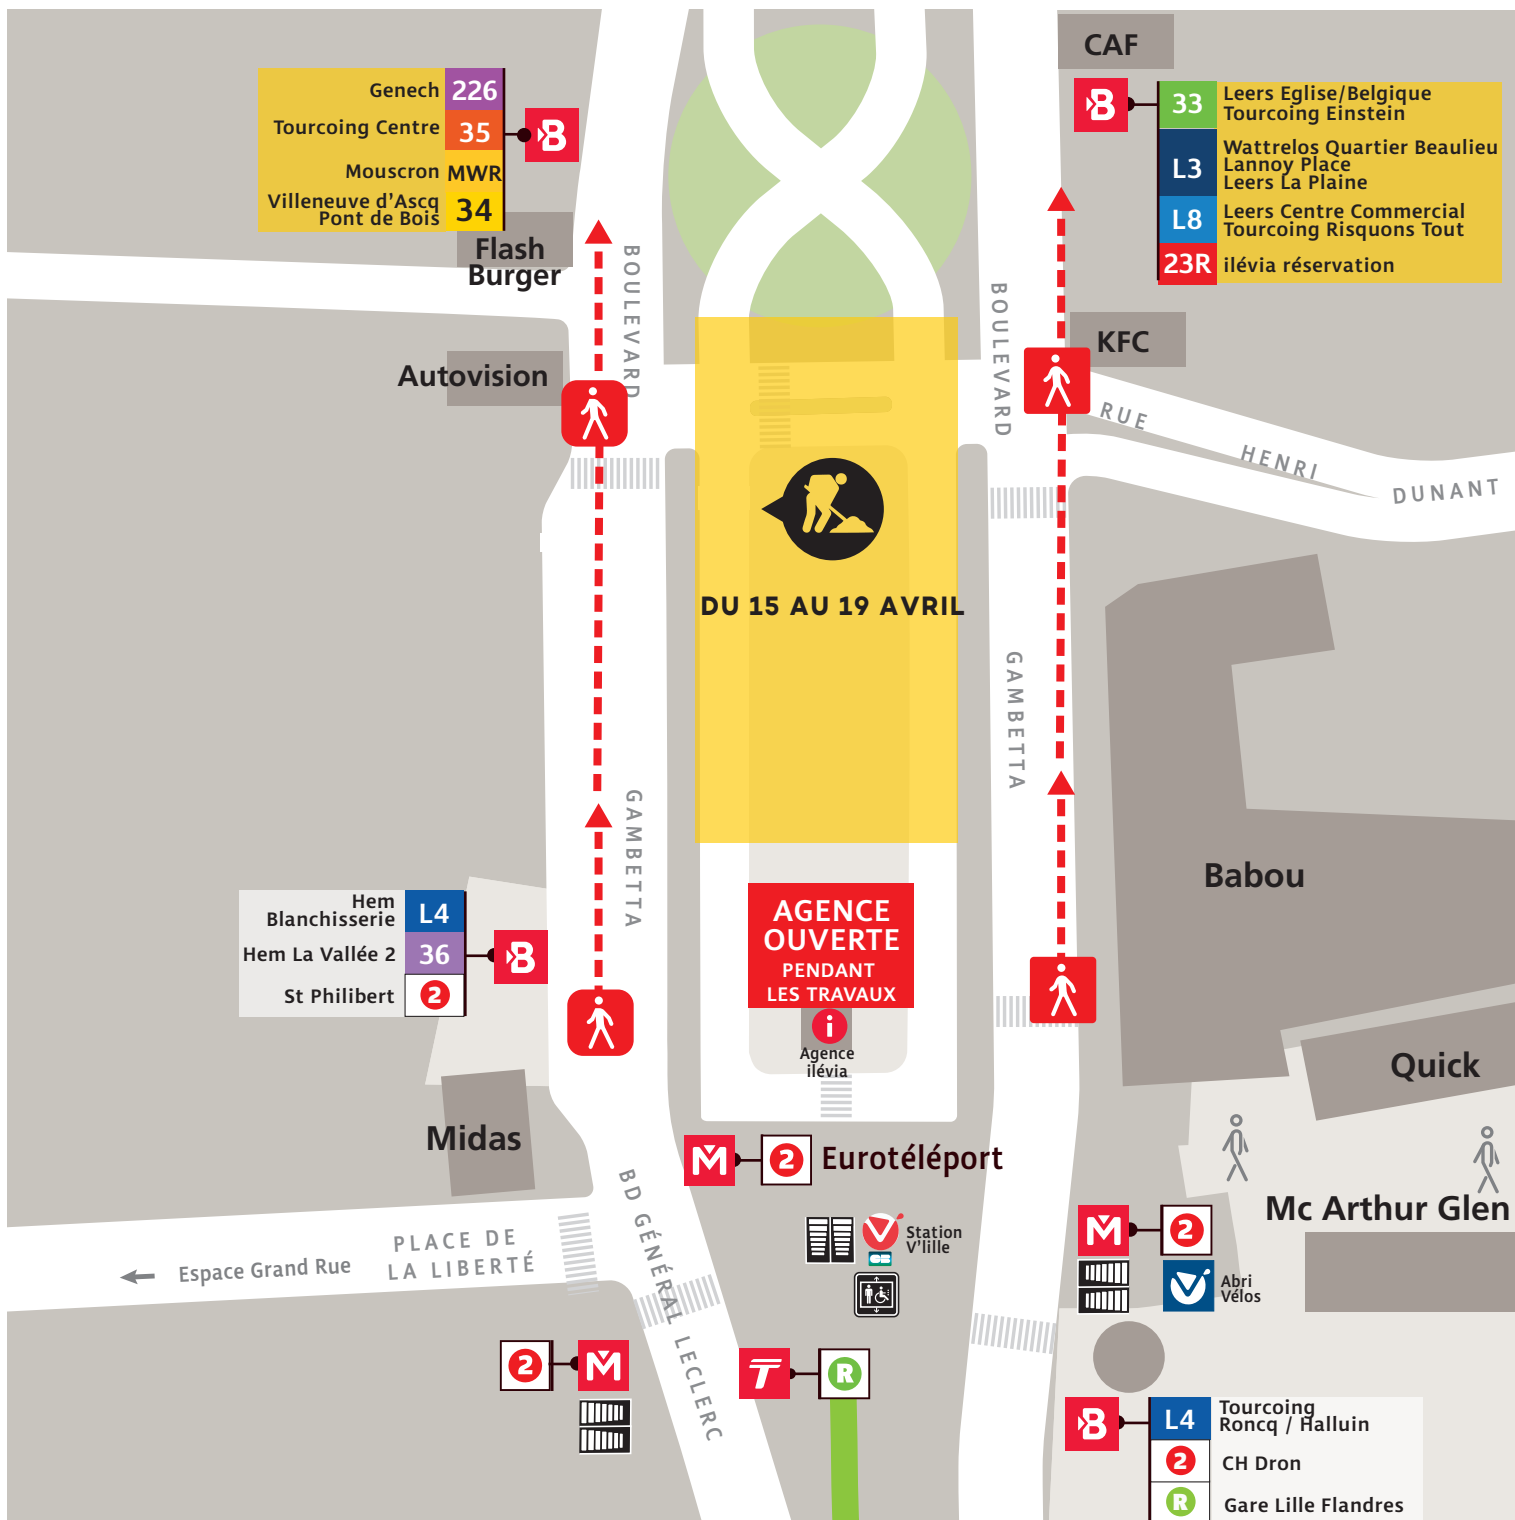 CAF
Genech 226
Tourcoing Centre 35
Mouscron MWR
Villeneuve d'Ascq
Pont de Bois 34
B
B
33 Leers Eglise/Belgique
Tourcoing Einstein
L3 Wattrelos Quartier Beaulieu
Lannoy Place
Leers La Plaine
L8 Leers Centre Commercial
Tourcoing Risquons Tout
23R ilévia réservation
Flash
Burger
BOULEVARD
BOULEVARD
KFC
Autovision
RUE HENRI DUNANT
DU 15 AU 19 AVRIL
GAMBETTA
GAMBETTA
Babou
AGENCE
OUVERTE
PENDANT
LES TRAVAUX
i
Agence
ilévia
Hem
Blanchisserie L4
Hem La Vallée 2 36
St Philibert 2
B
Quick
Midas
M 2 Eurotéléport
Mc Arthur Glen
BD GÉNÉRAL LECLERC
Station
V'lille
M 2
PLACE DE
LA LIBERTÉ
Espace Grand Rue
Abri
Vélos
2 M
T R
B
L4 Tourcoing
Roncq / Halluin
2 CH Dron
R Gare Lille Flandres